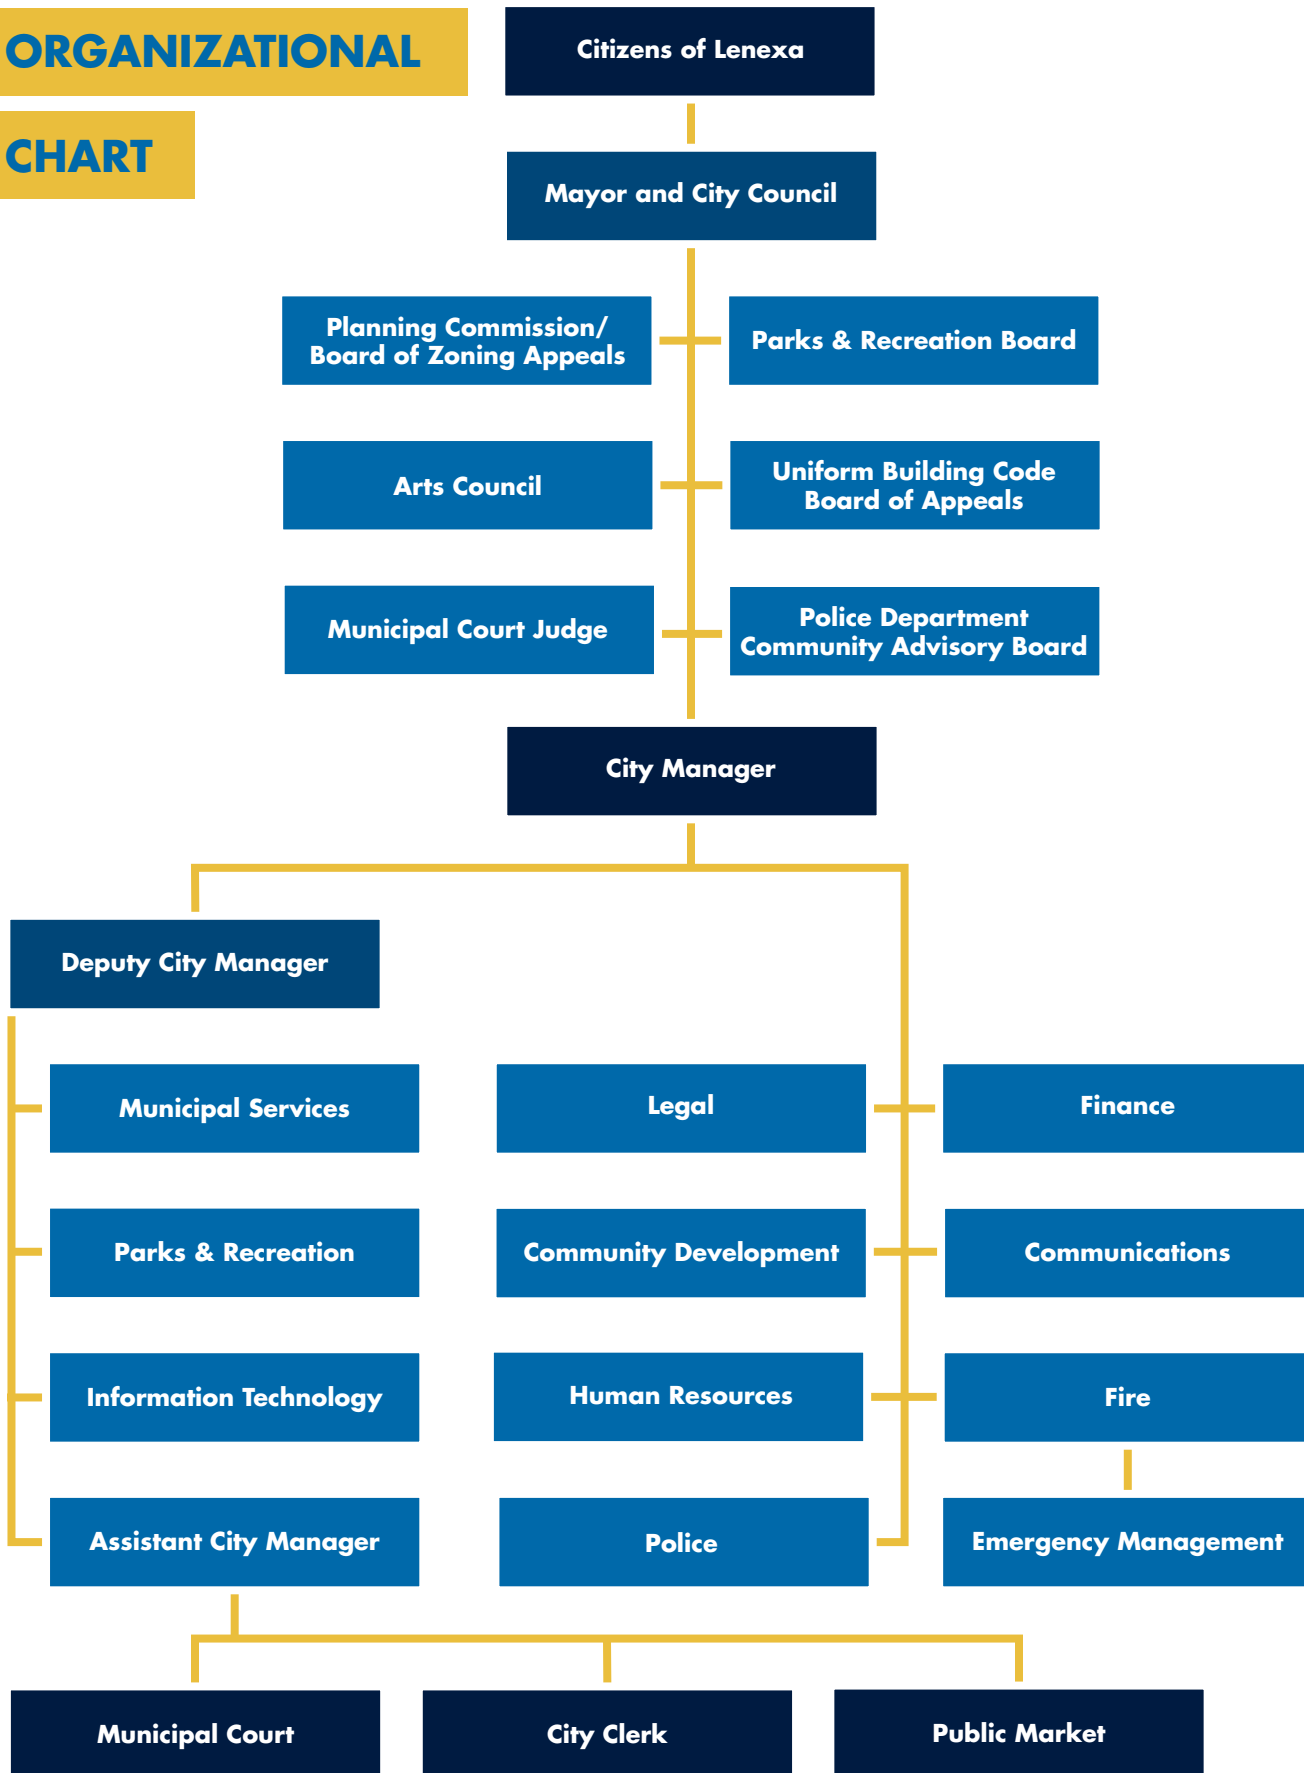 ORGANIZATIONAL
CHART
Citizens of Lenexa
Mayor and City Council
Planning Commission/
Board of Zoning Appeals
Parks & Recreation Board
Arts Council
Uniform Building Code
Board of Appeals
Municipal Court Judge
Police Department
Community Advisory Board
City Manager
Deputy City Manager
Municipal Services
Legal
Finance
Parks & Recreation
Community Development
Communications
Information Technology
Human Resources
Fire
Assistant City Manager
Police
Emergency Management
Municipal Court
City Clerk
Public Market